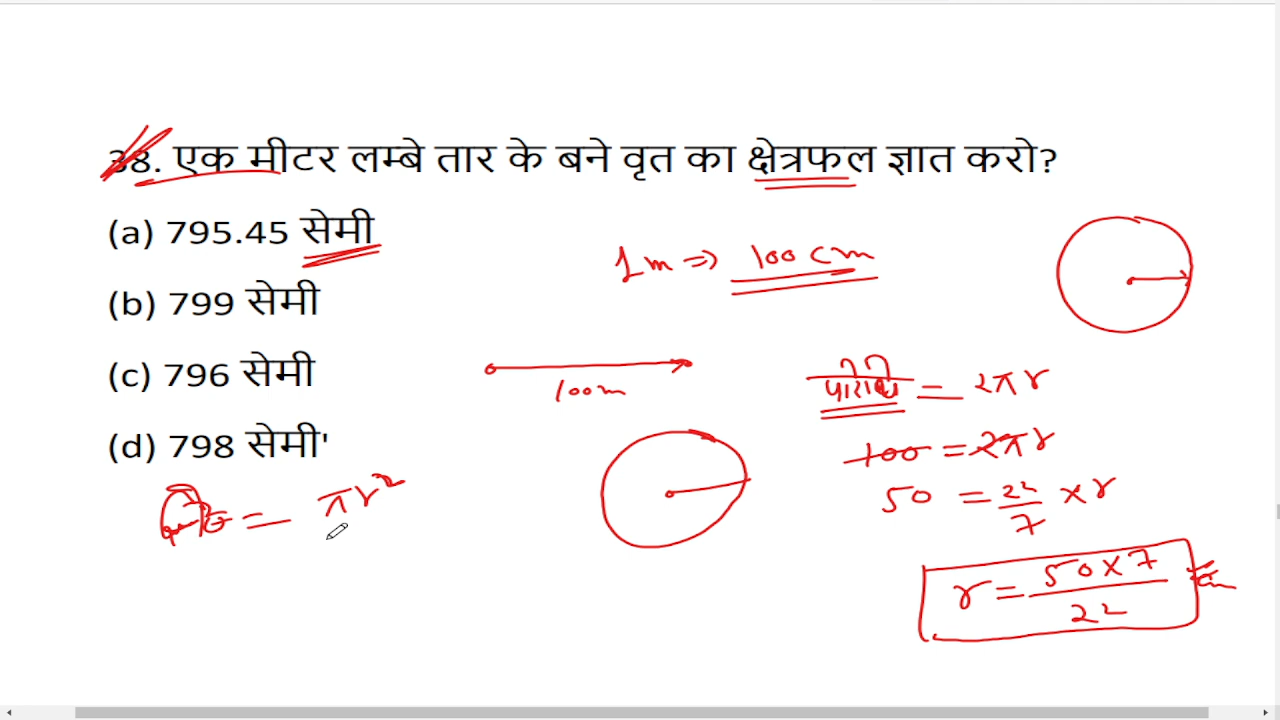 38. एक मीटर लम्बे तार के बने वृत का क्षेत्रफल ज्ञात करो?
(a) 795.45 सेमी
(b) 799 सेमी
(c) 796 सेमी
(d) 798 सेमी'
1m => 100 cm
100m
= 2πr
100 = 2πr
50 = 22/7 × r
r = 50×7/22 cm
= πr²